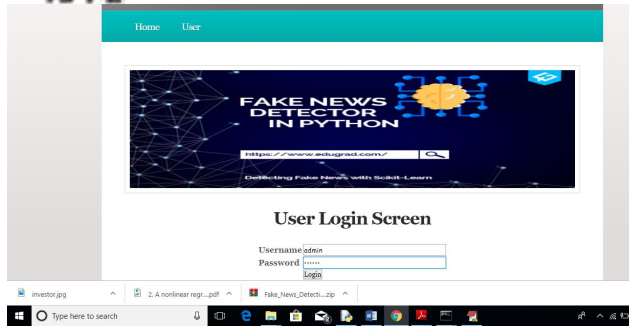 Home User
FAKE NEWS
DETECTOR
IN PYTHON
https://www.edugrad.com/
Detecting Fake News with Scikit-Learn
User Login Screen
Username admin
Password ······
Login
investor.jpg 2. A nonlinear regr....pdf Fake_News_Detecti....zip
Type here to search